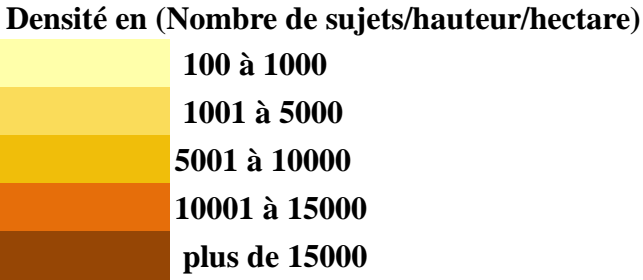 Densité en (Nombre de sujets/hauteur/hectare)
100 à 1000
1001 à 5000
5001 à 10000
10001 à 15000
plus de 15000